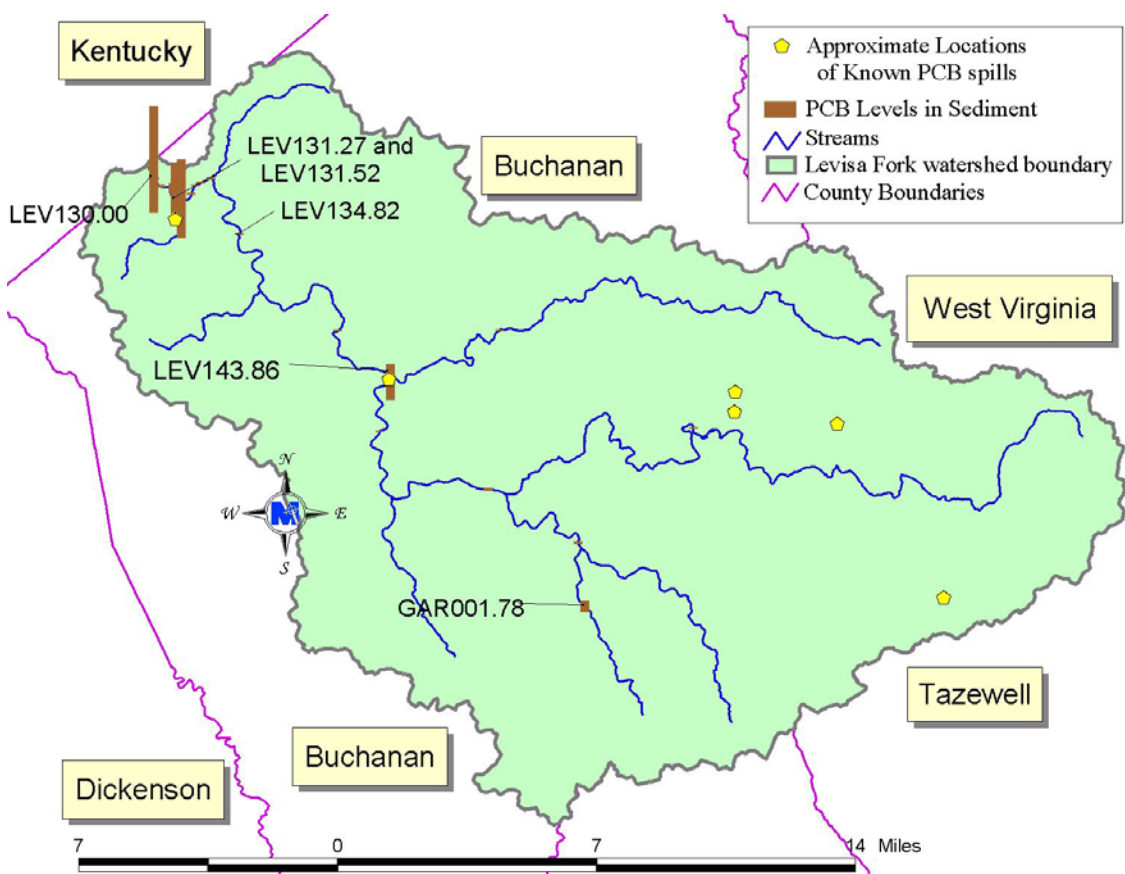 Kentucky
Approximate Locations
of Known PCB spills
PCB Levels in Sediment
Streams
Levisa Fork watershed boundary
County Boundaries
LEV131.27 and
LEV131.52
Buchanan
LEV130.00
LEV134.82
West Virginia
LEV143.86
N
W
M
E
S
GAR001.78
Tazewell
Buchanan
Dickenson
7 0 7 14 Miles